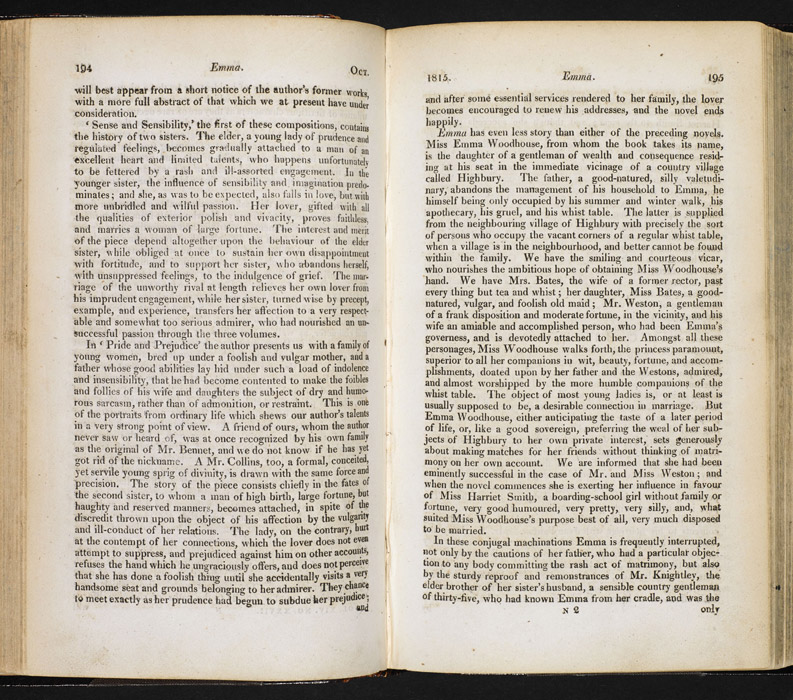 194
Emma.
OCT.
will best appear from a short notice of the author's former works,
with a more full abstract of that which we at present have under
consideration.
‘ Sense and Sensibility,’ the first of these compositions, contains
the history of two sisters. The elder, a young lady of prudence and
regulated feelings, becomes gradually attached to a man of an
excellent heart and limited talents, who happens unfortunately
to be fettered by a rash and ill-assorted engagement. In the
younger sister, the influence of sensibility and imagination predo-
minates; and she, as was to be expected, also falls in love, but with
more unbridled and wilful passion. Her lover, gifted with all
the qualities of exterior polish and vivacity, proves faithless,
and marries a woman of large fortune. The interest and merit
of the piece depend altogether upon the behaviour of the elder
sister, while obliged at once to sustain her own disappointment
with fortitude, and to support her sister, who abandons herself,
with unsuppressed feelings, to the indulgence of grief. The mar-
riage of the unworthy rival at length relieves her own lover from
his imprudent engagement, while her sister, turned wise by precept,
example, and experience, transfers her affection to a very respect-
able and somewhat too serious admirer, who had nourished an un-
successful passion through the three volumes.
In ‘ Pride and Prejudice’ the author presents us with a family of
young women, bred up under a foolish and vulgar mother, and a
father whose good abilities lay hid under such a load of indolence
and insensibility, that he had become contented to make the foibles
and follies of his wife and daughters the subject of dry and humo-
rous sarcasm, rather than of admonition, or restraint. This is one
of the portraits from ordinary life which shews our author's talents
in a very strong point of view. A friend of ours, whom the author
never saw or heard of, was at once recognized by his own family
as the original of Mr. Bennet, and we do not know if he has yet
got rid of the nickname. A Mr. Collins, too, a formal, conceited,
yet servile young sprig of divinity, is drawn with the same force and
precision. The story of the piece consists chiefly in the fates of
the second sister, to whom a man of high birth, large fortune, but
haughty and reserved manners, becomes attached, in spite of the
discredit thrown upon the object of his affection by the vulgarity
and ill-conduct of her relations. The lady, on the contrary, hurt
at the contempt of her connections, which the lover does not even
attempt to suppress, and prejudiced against him on other accounts,
refuses the hand which he ungraciously offers, and does not perceive
that she has done a foolish thing until she accidentally visits a very
handsome seat and grounds belonging to her admirer. They chance
to meet exactly as her prudence had begun to subdue her prejudice;
and
1815.
Emma.
195
and after some essential services rendered to her family, the lover
becomes encouraged to renew his addresses, and the novel ends
happily.
Emma has even less story than either of the preceding novels.
Miss Emma Woodhouse, from whom the book takes its name,
is the daughter of a gentleman of wealth and consequence resid-
ing at his seat in the immediate vicinage of a country village
called Highbury. The father, a good-natured, silly valetudi-
nary, abandons the management of his household to Emma, he
himself being only occupied by his summer and winter walk, his
apothecary, his gruel, and his whist table. The latter is supplied
from the neighbouring village of Highbury with precisely the sort
of persons who occupy the vacant corners of a regular whist table,
when a village is in the neighbourhood, and better cannot be found
within the family. We have the smiling and courteous vicar,
who nourishes the ambitious hope of obtaining Miss Woodhouse's
hand. We have Mrs. Bates, the wife of a former rector, past
every thing but tea and whist; her daughter, Miss Bates, a good-
natured, vulgar, and foolish old maid; Mr. Weston, a gentleman
of a frank disposition and moderate fortune, in the vicinity, and his
wife an amiable and accomplished person, who had been Emma's
governess, and is devotedly attached to her. Amongst all these
personages, Miss Woodhouse walks forth, the princess paramount,
superior to all her companions in wit, beauty, fortune, and accom-
plishments, doated upon by her father and the Westons, admired,
and almost worshipped by the more humble companions of the
whist table. The object of most young ladies is, or at least is
usually supposed to be, a desirable connection in marriage. But
Emma Woodhouse, either anticipating the taste of a later period
of life, or, like a good sovereign, preferring the weal of her sub-
jects of Highbury to her own private interest, sets generously
about making matches for her friends without thinking of matri-
mony on her own account. We are informed that she had been
eminently successful in the case of Mr. and Miss Weston; and
when the novel commences she is exerting her influence in favour
of Miss Harriet Smith, a boarding-school girl without family or
fortune, very good humoured, very pretty, very silly, and, what
suited Miss Woodhouse's purpose best of all, very much disposed
to be married.
In these conjugal machinations Emma is frequently interrupted,
not only by the cautions of her father, who had a particular objec-
tion to any body committing the rash act of matrimony, but also
by the sturdy reproof and remonstrances of Mr. Knightley, the
elder brother of her sister's husband, a sensible country gentleman
of thirty-five, who had known Emma from her cradle, and was the
N 2
only